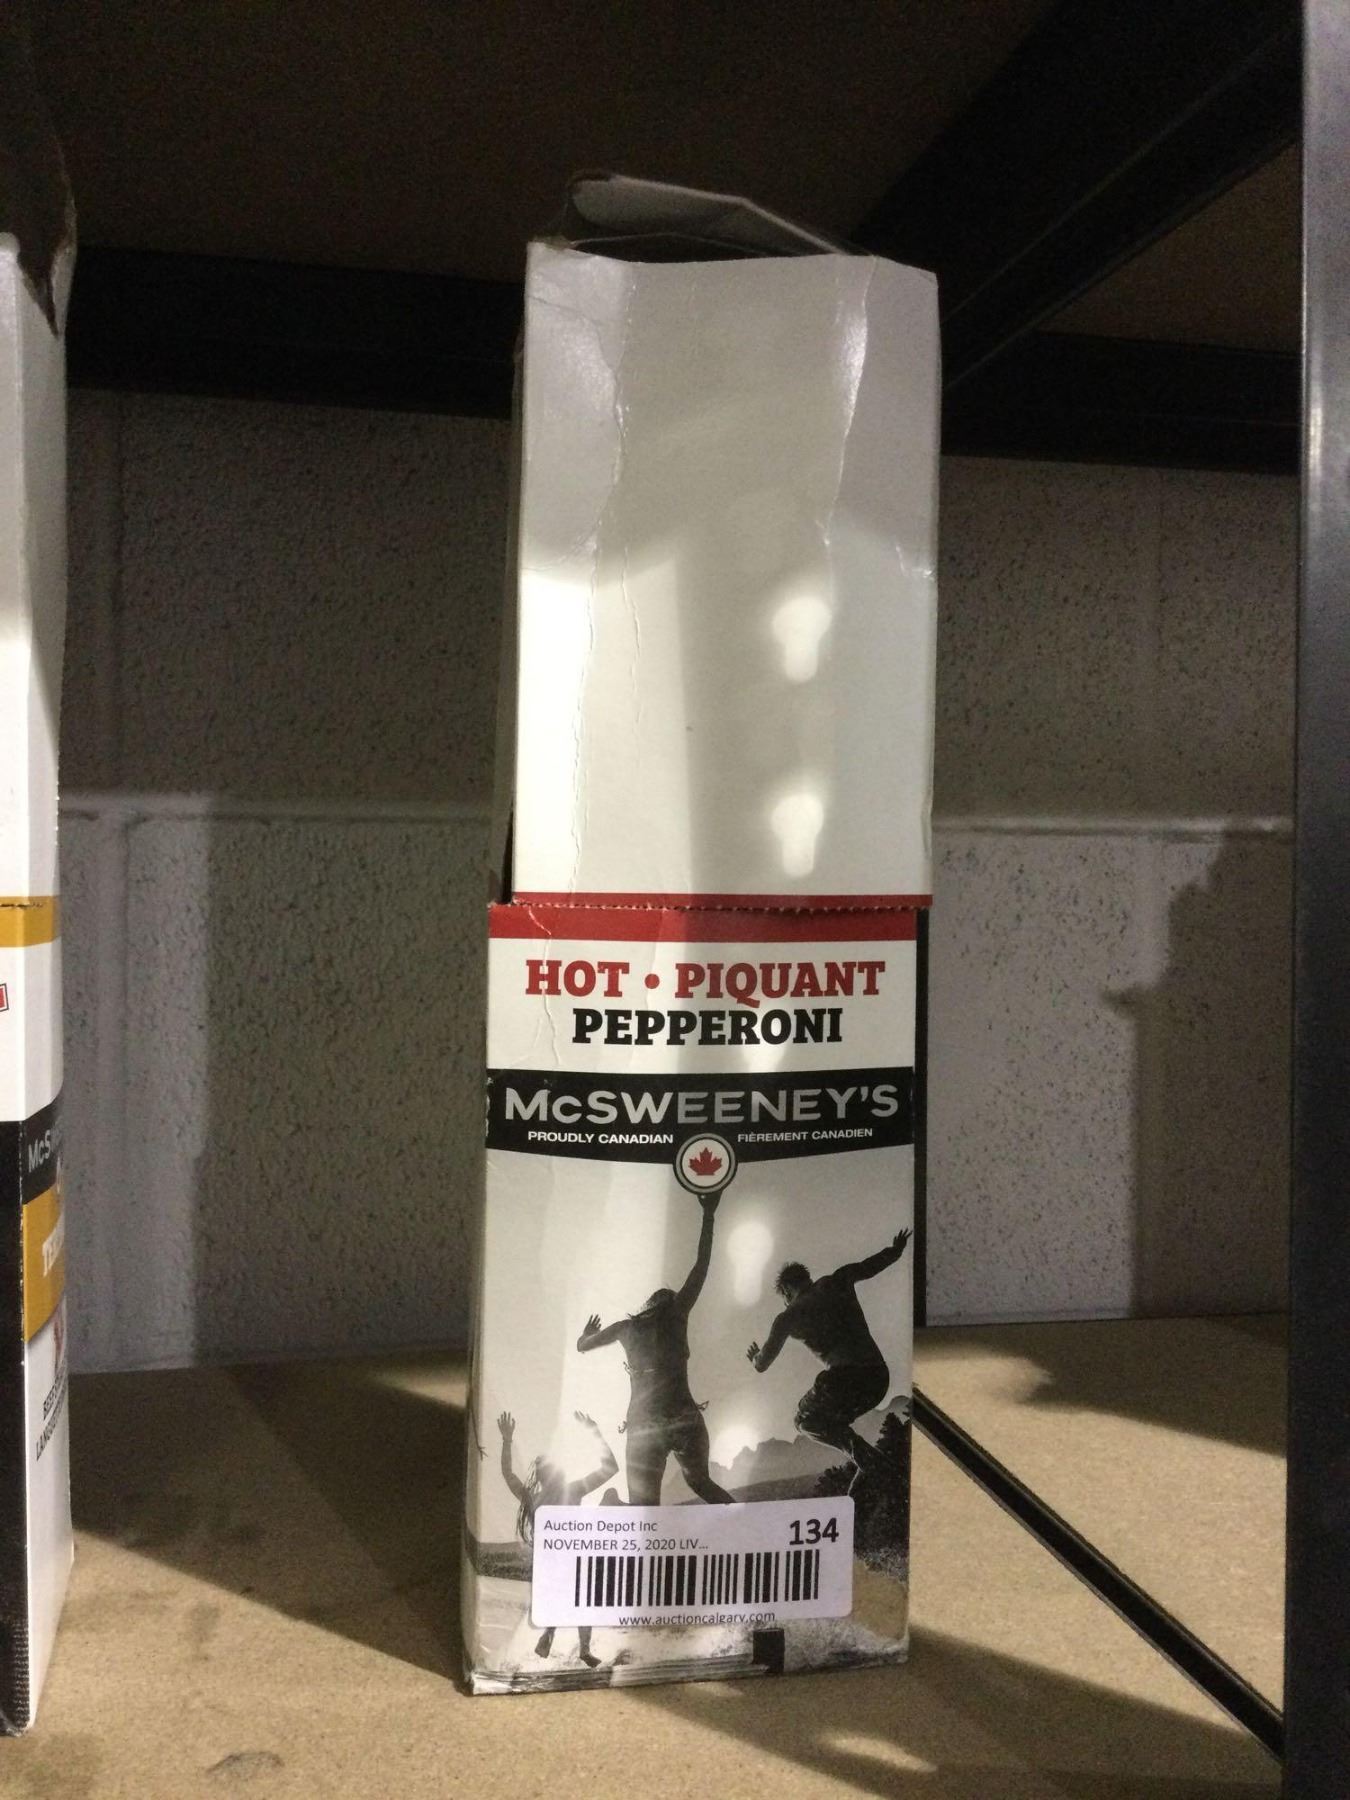 HOT • PIQUANT
PEPPERONI
McSWEENEY'S
PROUDLY CANADIAN FIÈREMENT CANADIEN
Auction Depot Inc
134
NOVEMBER 25, 2020 LIV...
www.auctioncalgary.com